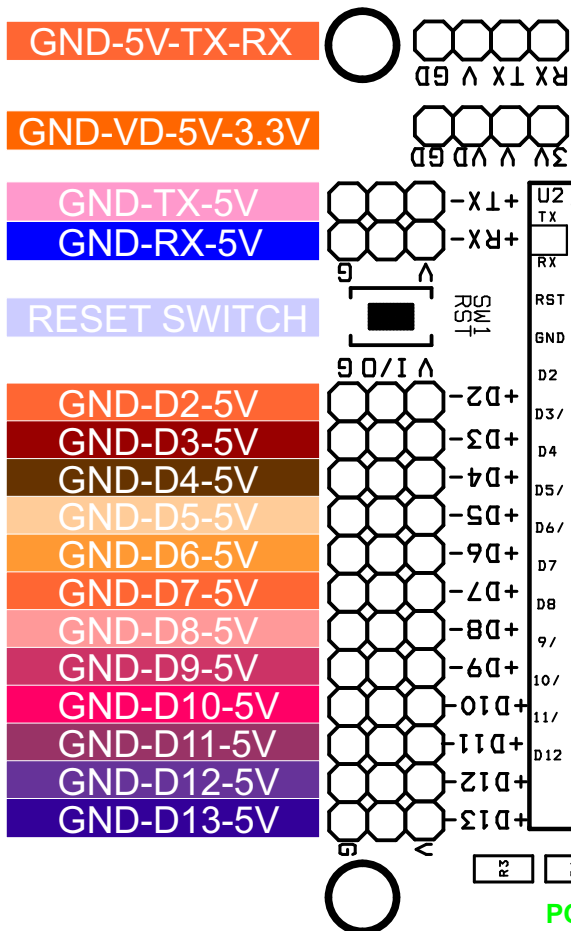 GND-5V-TX-RX
GD V TX RX
GND-VD-5V-3.3V
GD VD V 3V
GND-TX-5V
+TX-
U2
TX
GND-RX-5V
+RX-
G V
RX
RESET SWITCH
SW1
RST
RST
GND
G I/O V
D2
GND-D2-5V
+D2-
D3/
GND-D3-5V
+D3-
D4
GND-D4-5V
+D4-
D5/
GND-D5-5V
+D5-
D6/
GND-D6-5V
+D6-
D7
GND-D7-5V
+D7-
D8
GND-D8-5V
+D8-
9/
GND-D9-5V
+D9-
10/
GND-D10-5V
+D10-
11/
GND-D11-5V
+D11-
D12
GND-D12-5V
+D12-
GND-D13-5V
+D13-
G V
R3